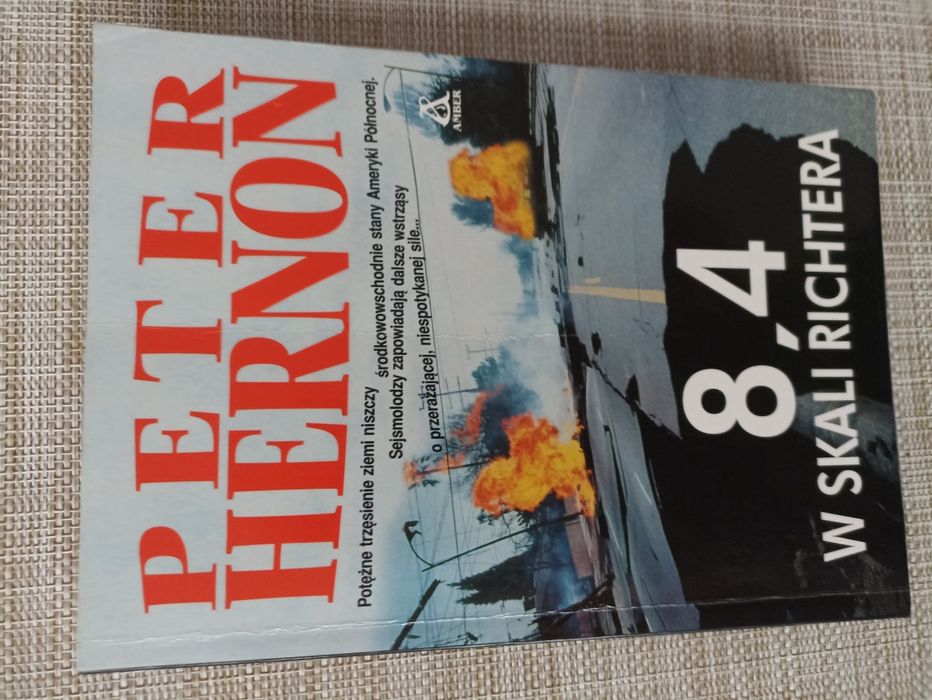 PETER
HERNON
Potężne trzęsienie ziemi niszczy
środkowowschodnie stany Ameryki Północnej.
Sejsmolodzy zapowiadają dalsze wstrząsy
o przerażającej, niespotykanej sile...
AMBER
8,4
W SKALI RICHTERA